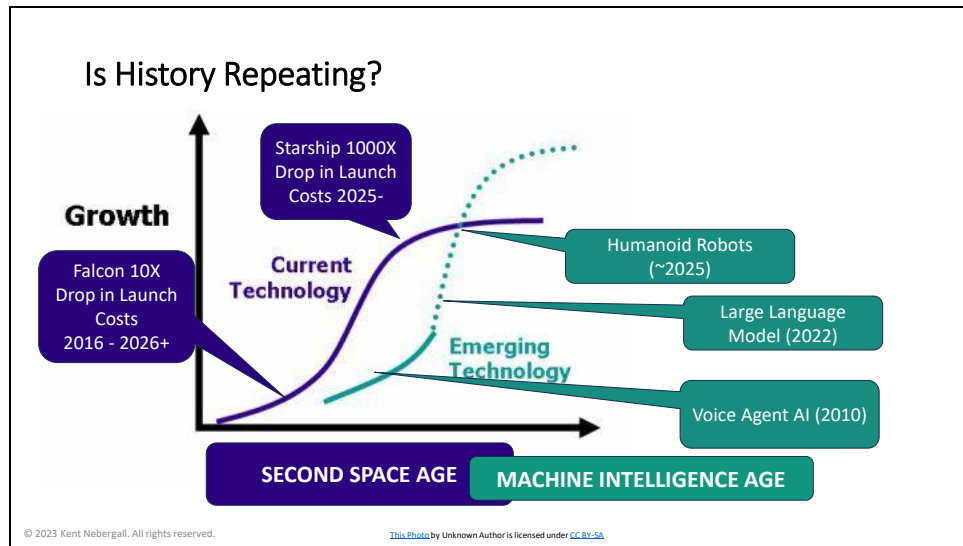 Is History Repeating?
Starship 1000X
Drop in Launch
Costs 2025-
Growth
Falcon 10X
Drop in Launch
Costs
2016 - 2026+
Current
Technology
Humanoid Robots
(~2025)
Large Language
Model (2022)
Emerging
Technology
Voice Agent AI (2010)
SECOND SPACE AGE
MACHINE INTELLIGENCE AGE
© 2023 Kent Nebergall. All rights reserved.
This Photo by Unknown Author is licensed under CC BY-SA